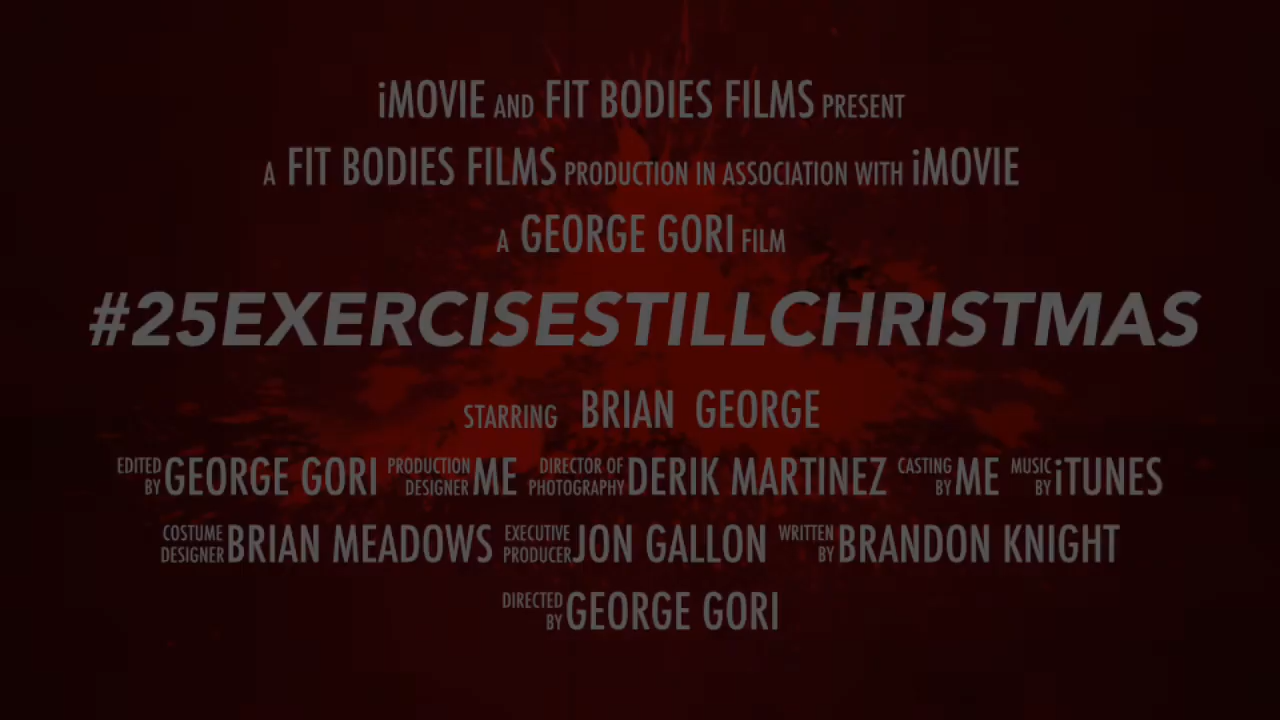 iMOVIE AND FIT BODIES FILMS PRESENT
A FIT BODIES FILMS PRODUCTION IN ASSOCIATION WITH iMOVIE
A GEORGE GORI FILM
#25EXERCISESTILLCHRISTMAS
STARRING BRIAN GEORGE
EDITED BY GEORGE GORI PRODUCTION DESIGNER ME DIRECTOR OF PHOTOGRAPHY DERIK MARTINEZ CASTING BY ME MUSIC BY iTUNES
COSTUME DESIGNER BRIAN MEADOWS EXECUTIVE PRODUCER JON GALLON WRITTEN BY BRANDON KNIGHT
DIRECTED BY GEORGE GORI